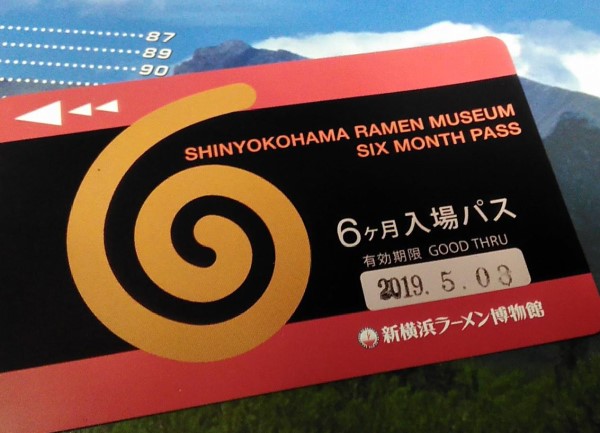 87
89
90
SHINYOKOHAMA RAMEN MUSEUM
SIX MONTH PASS
6ヶ月入場パス
有効期限 GOOD THRU
2019. 5. 03
新横浜ラーメン博物館